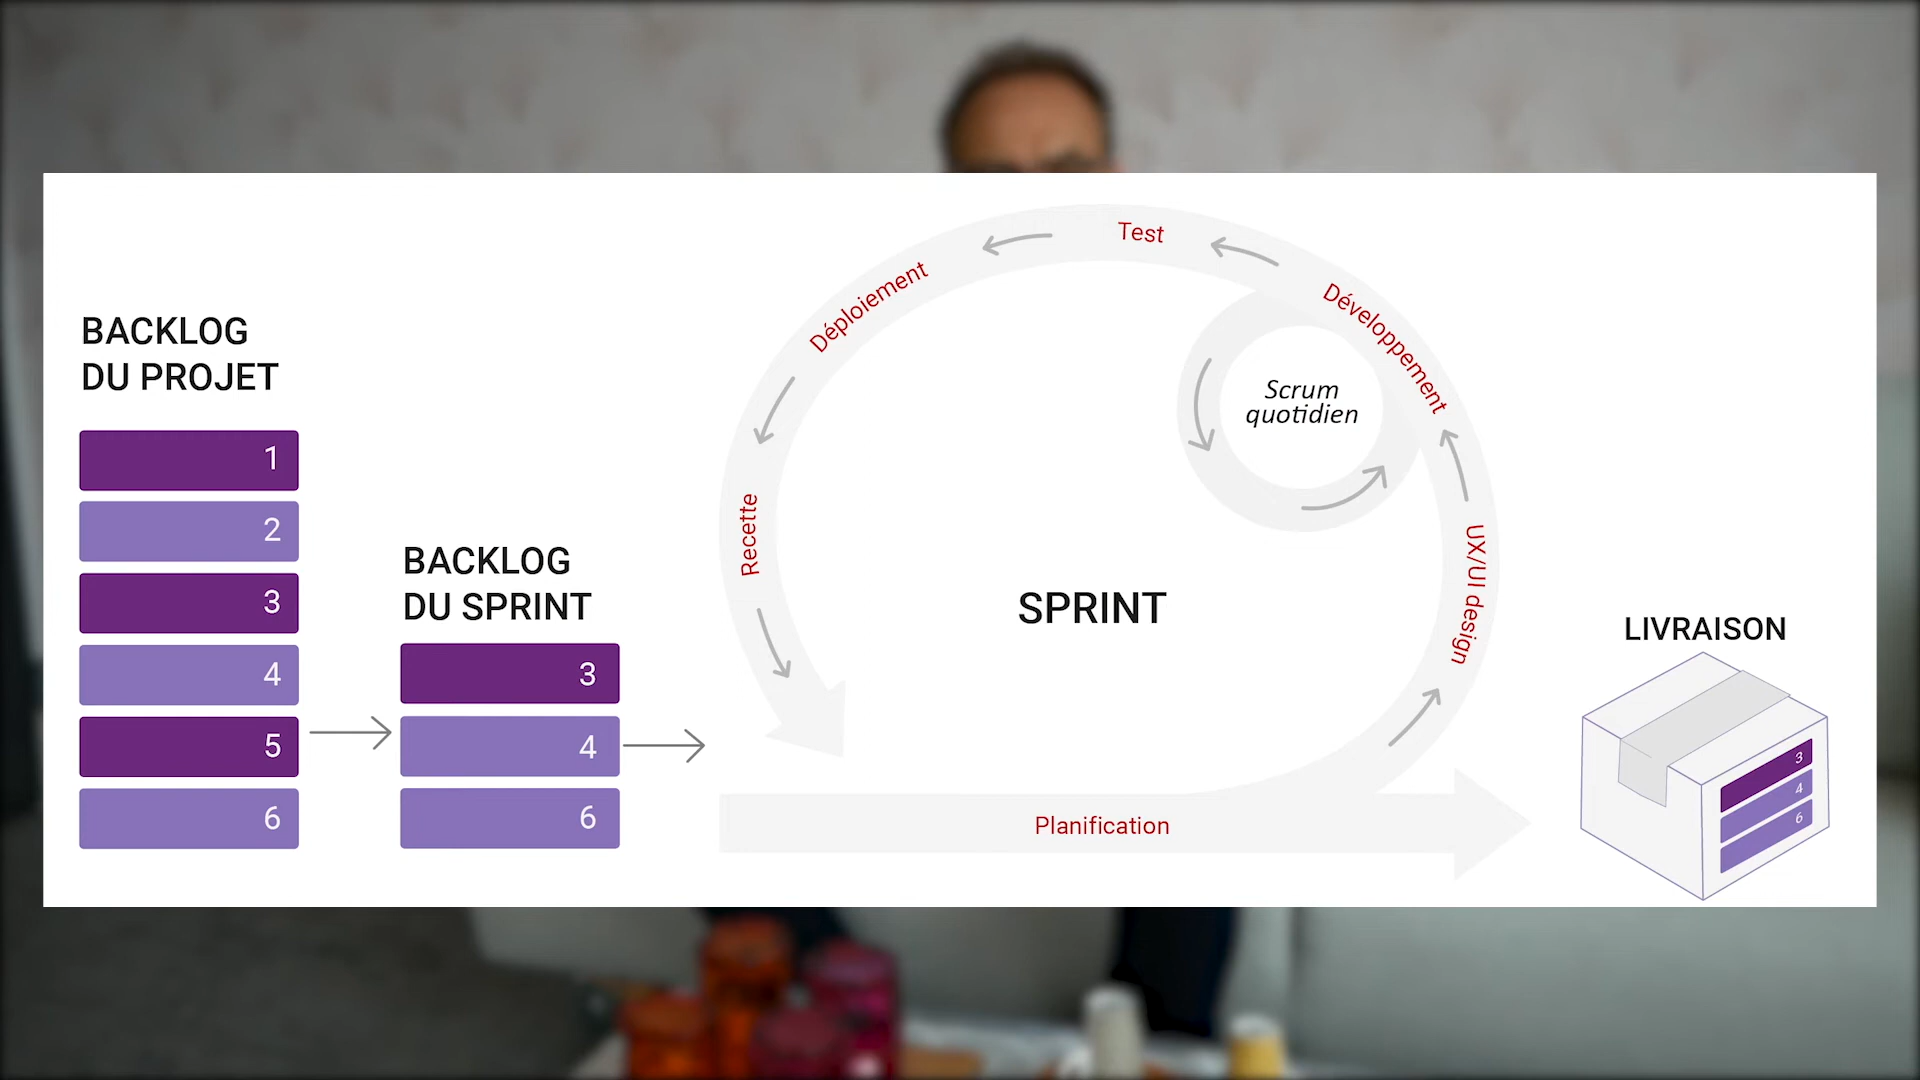 BACKLOG
DU PROJET
1
2
3
4
5
6
BACKLOG
DU SPRINT
3
4
6
Planification
UX/UI design
Développement
Test
Déploiement
Recette
Scrum
quotidien
SPRINT
LIVRAISON
3
4
6